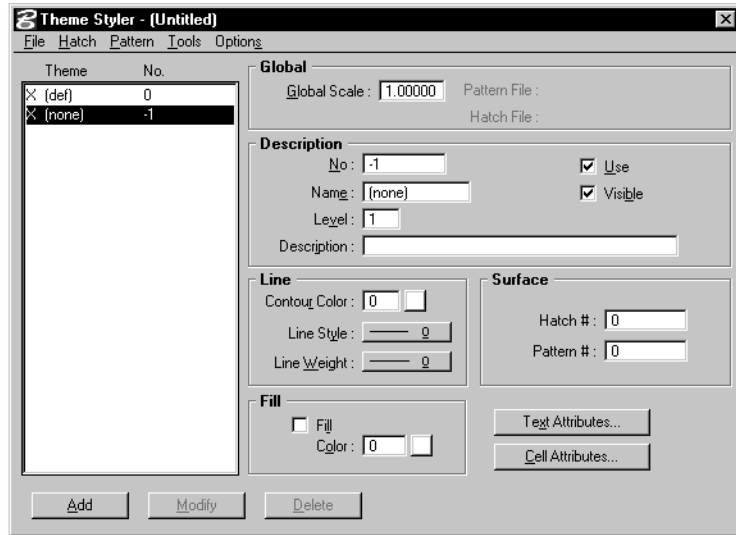 Theme Styler - (Untitled)
File Hatch Pattern Tools Options
Theme No.
X (def) 0
X (none) -1
Global
Global Scale : 1.00000 Pattern File :
Hatch File :
Description
No : -1
Use
Name : (none)
Visible
Level : 1
Description :
Line
Contour Color : 0
Line Style : 0
Line Weight : 0
Surface
Hatch # : 0
Pattern # : 0
Fill
Fill
Color : 0
Text Attributes...
Cell Attributes...
Add Modify Delete